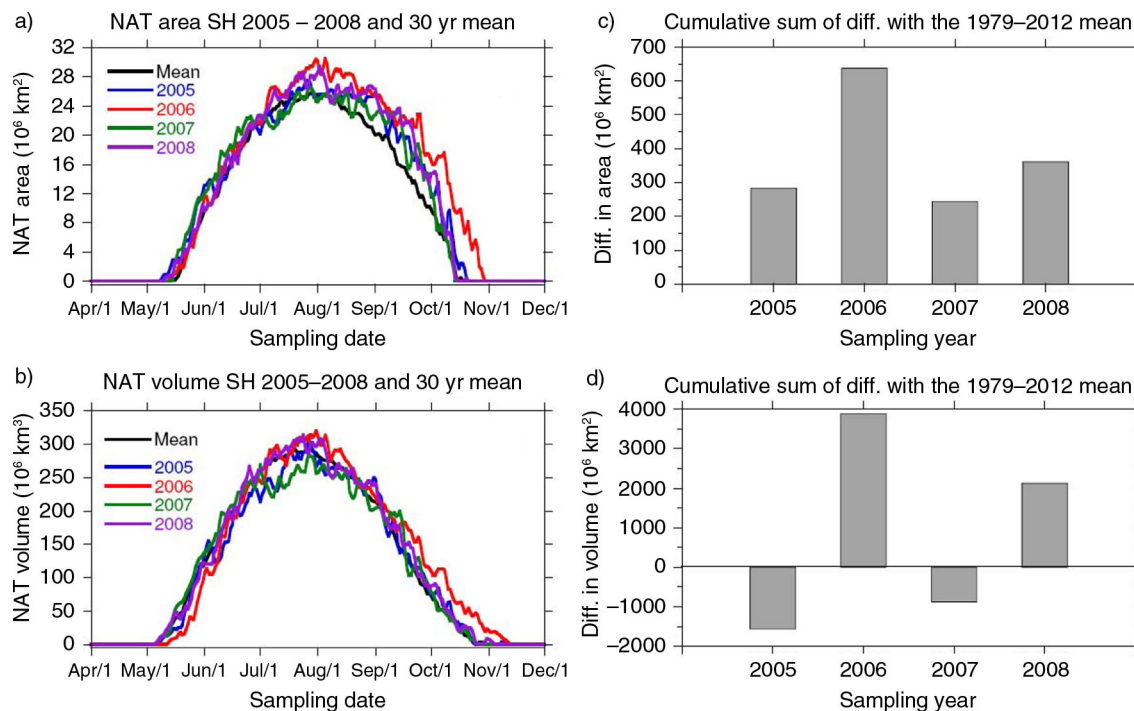 a) NAT area SH 2005 – 2008 and 30 yr mean
32
28
24
20
16
12
8
4
0
NAT area (10⁶ km²)
Mean
2005
2006
2007
2008
Apr/1 May/1 Jun/1 Jul/1 Aug/1 Sep/1 Oct/1 Nov/1 Dec/1
Sampling date
c) Cumulative sum of diff. with the 1979–2012 mean
700
600
500
400
300
200
100
0
Diff. in area (10⁶ km²)
2005 2006 2007 2008
Sampling year
b) NAT volume SH 2005–2008 and 30 yr mean
350
300
250
200
150
100
50
0
NAT volume (10⁶ km³)
Mean
2005
2006
2007
2008
Apr/1 May/1 Jun/1 Jul/1 Aug/1 Sep/1 Oct/1 Nov/1 Dec/1
Sampling date
d) Cumulative sum of diff. with the 1979–2012 mean
4000
3000
2000
1000
0
–1000
–2000
Diff. in volume (10⁶ km²)
2005 2006 2007 2008
Sampling year